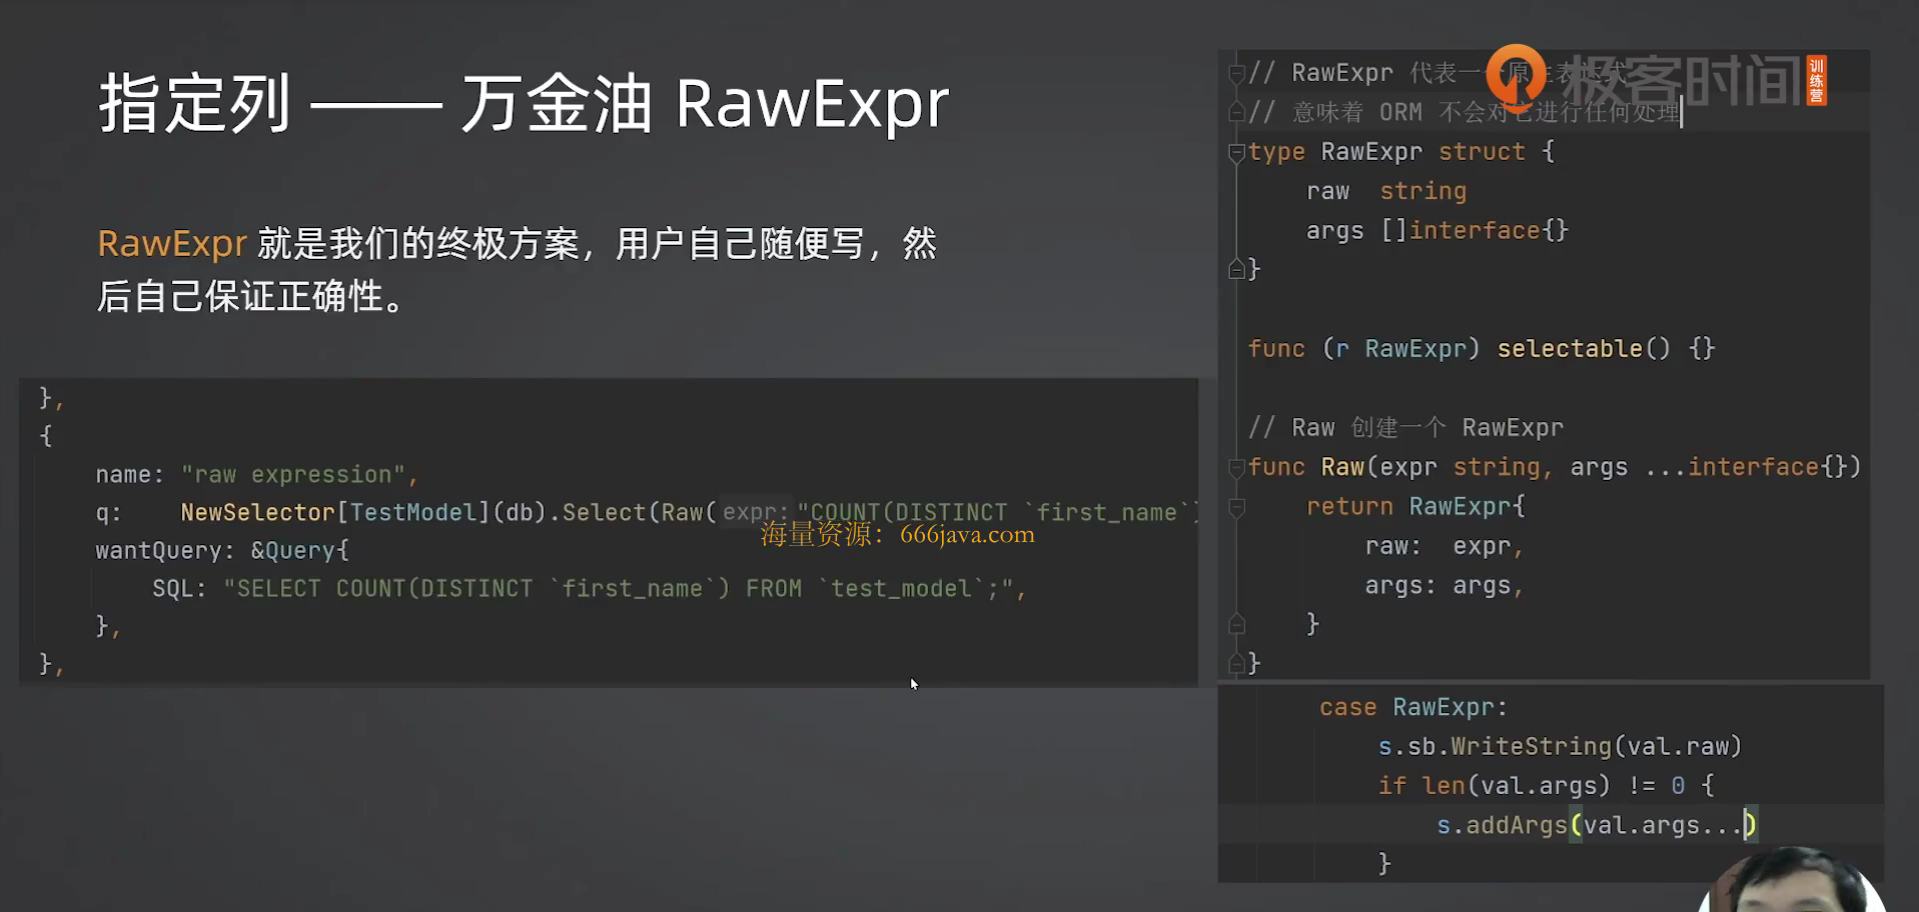 指定列 —— 万金油 RawExpr
RawExpr 就是我们的终极方案，用户自己随便写，然
后自己保证正确性。
},
{
name: "raw expression",
q: NewSelector[TestModel](db).Select(Raw( expr: "COUNT(DISTINCT `first_name`)
wantQuery: &Query{
SQL: "SELECT COUNT(DISTINCT `first_name`) FROM `test_model`;",
},
},
海量资源：666java.com
极客时间 训练营
// RawExpr 代表一个原生表达式
// 意味着 ORM 不会对它进行任何处理
type RawExpr struct {
raw string
args []interface{}
}
func (r RawExpr) selectable() {}
// Raw 创建一个 RawExpr
func Raw(expr string, args ...interface{})
return RawExpr{
raw: expr,
args: args,
}
}
case RawExpr:
s.sb.WriteString(val.raw)
if len(val.args) != 0 {
s.addArgs(val.args...)
}